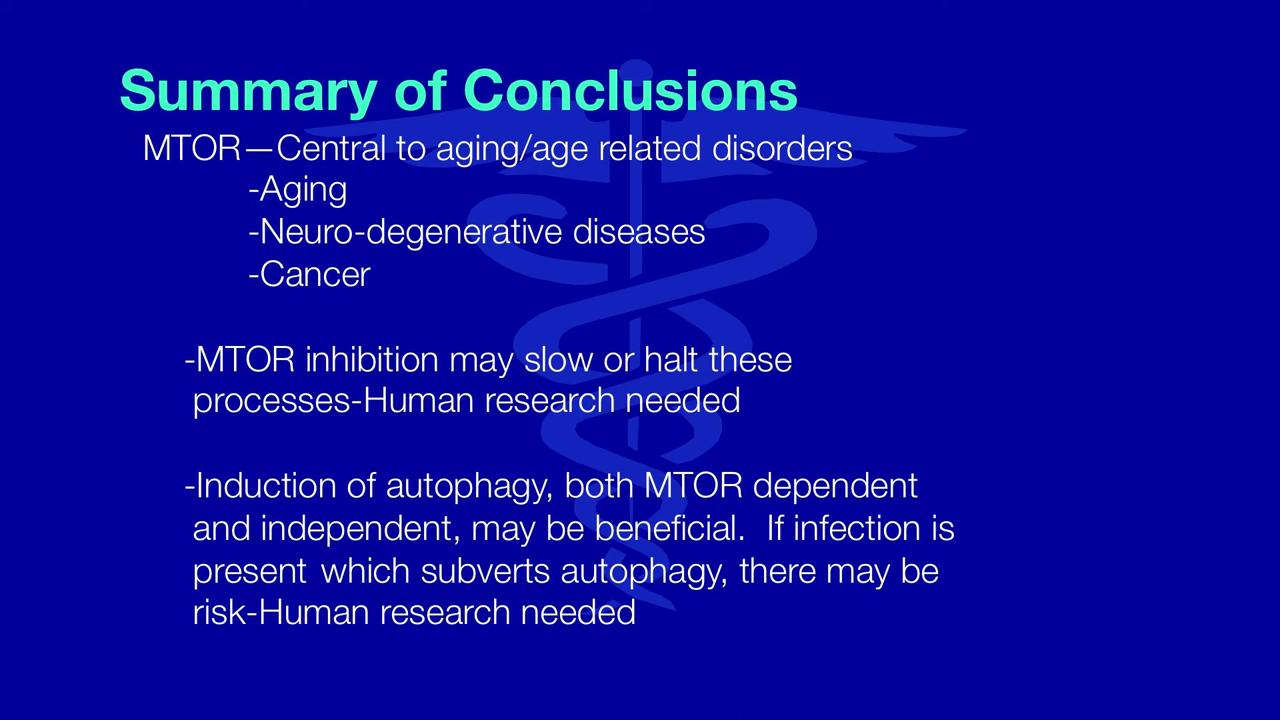 Summary of Conclusions
MTOR—Central to aging/age related disorders
-Aging
-Neuro-degenerative diseases
-Cancer
-MTOR inhibition may slow or halt these
processes-Human research needed
-Induction of autophagy, both MTOR dependent
and independent, may be beneficial.  If infection is
present which subverts autophagy, there may be
risk-Human research needed